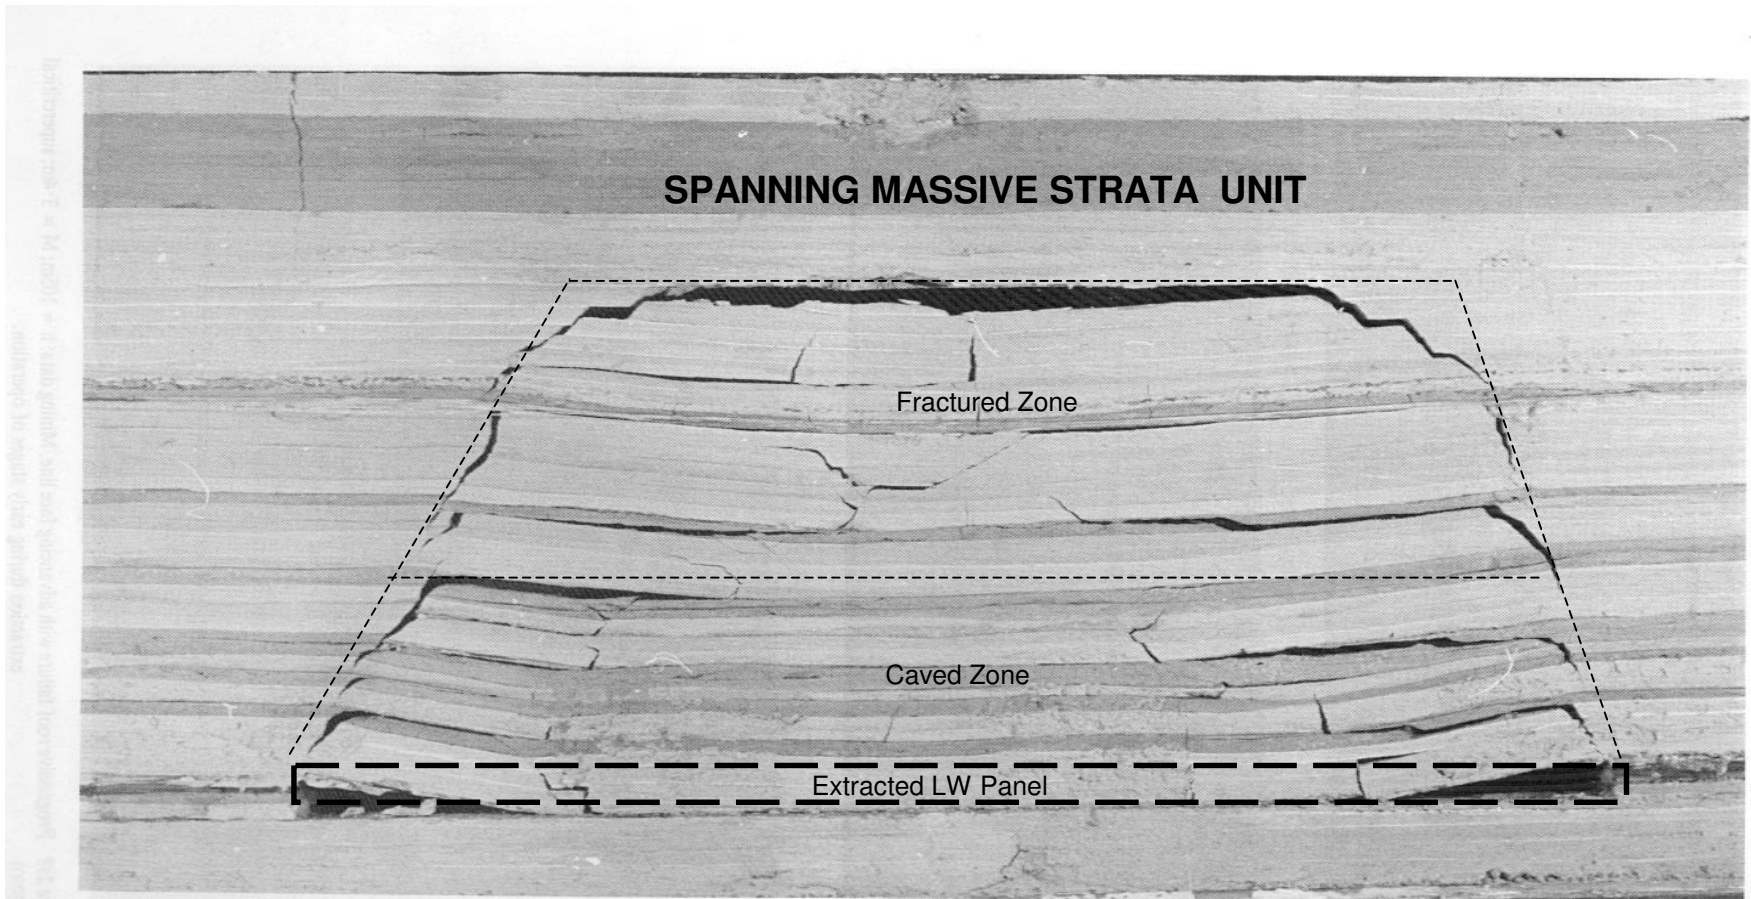 SPANNING MASSIVE STRATA UNIT
Fractured Zone
Caved Zone
Extracted LW Panel